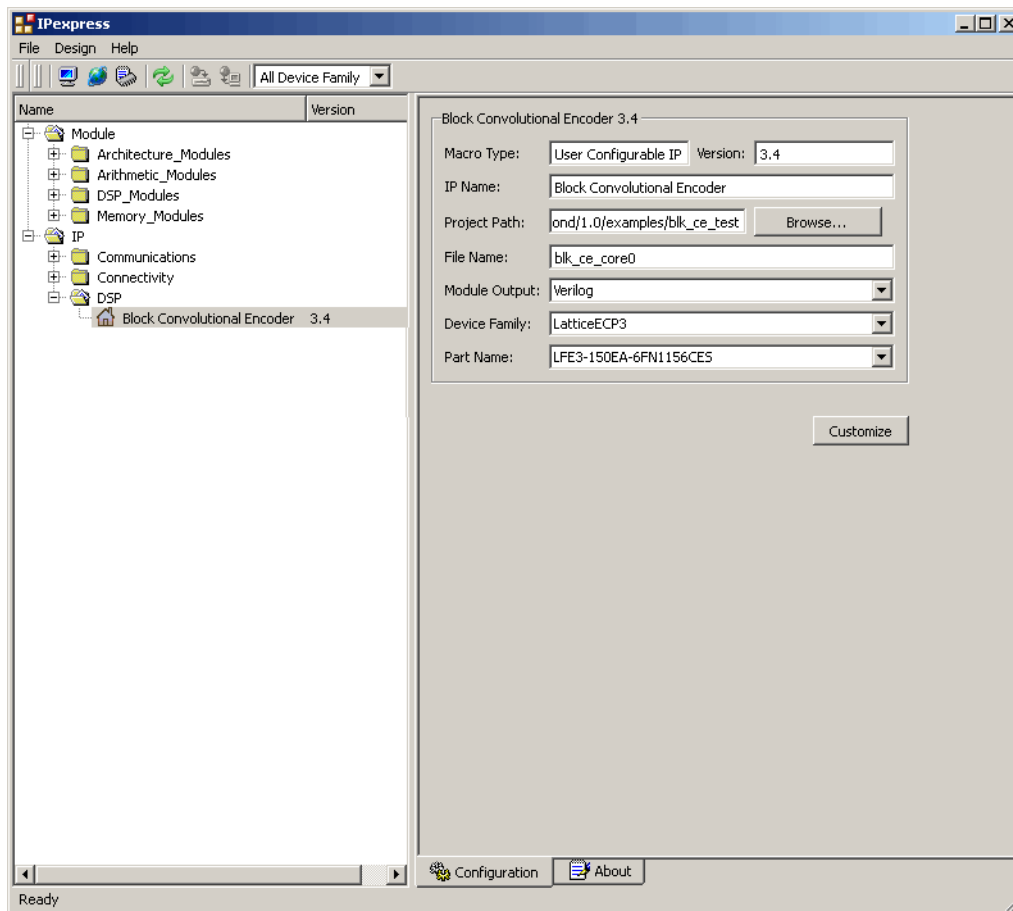 IPexpress
File Design Help
All Device Family
Name Version
Module
Architecture_Modules
Arithmetic_Modules
DSP_Modules
Memory_Modules
IP
Communications
Connectivity
DSP
Block Convolutional Encoder 3.4
Block Convolutional Encoder 3.4
Macro Type: User Configurable IP Version: 3.4
IP Name: Block Convolutional Encoder
Project Path: ond/1.0/examples/blk_ce_test Browse...
File Name: blk_ce_core0
Module Output: Verilog
Device Family: LatticeECP3
Part Name: LFE3-150EA-6FN1156CES
Customize
Configuration About
Ready